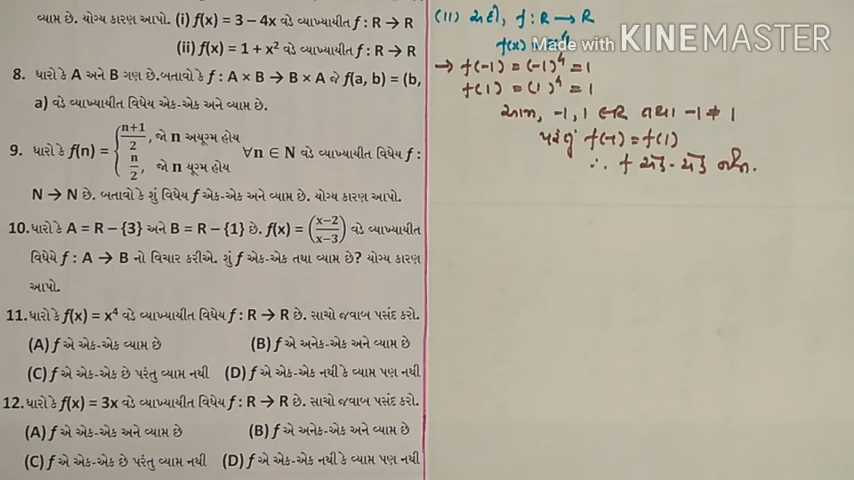 વ્યાપ્ત છે. યોગ્ય કારણ આપો. (i) f(x) = 3 – 4x વડે વ્યાખ્યાયીત f : R → R
(ii) f(x) = 1 + x² વડે વ્યાખ્યાયીત f : R → R
8. ધારો કે A અને B ગણ છે.બતાવો કે f : A × B → B × A જે f(a, b) = (b,
a) વડે વ્યાખ્યાયીત વિધેય એક-એક અને વ્યાપ્ત છે.
9. ધારો કે f(n) = { n+1/2, જો n અયૂગ્મ હોય
n/2, જો n યૂગ્મ હોય ∀n ∈ N વડે વ્યાખ્યાયીત વિધેય f :
N → N છે. બતાવો કે શું વિધેય f એક-એક અને વ્યાપ્ત છે. યોગ્ય કારણ આપો.
10.ધારો કે A = R – {3} અને B = R – {1} છે. f(x) = (x–2/x–3) વડે વ્યાખ્યાયીત
વિધેયે f : A → B નો વિચાર કરીએ. શું f એક-એક તથા વ્યાપ્ત છે? યોગ્ય કારણ
આપો.
11.ધારો કે f(x) = x⁴ વડે વ્યાખ્યાયીત વિધેય f : R → R છે. સાચો જવાબ પસંદ કરો.
(A) f એ એક-એક વ્યાપ્ત છે (B) f એ અનેક-એક અને વ્યાપ્ત છે
(C) f એ એક-એક છે પરંતુ વ્યાપ્ત નથી (D) f એ એક-એક નથી કે વ્યાપ્ત પણ નથી
12. ધારો કે f(x) = 3x વડે વ્યાખ્યાયીત વિધેય f : R → R છે. સાચો જવાબ પસંદ કરો.
(A) f એ એક-એક અને વ્યાપ્ત છે (B) f એ અનેક-એક અને વ્યાપ્ત છે
(C) f એ એક-એક છે પરંતુ વ્યાપ્ત નથી (D) f એ એક-એક નથી કે વ્યાપ્ત પણ નથી
(11) અહીં, f : R → R
f(x) = x⁴
Made with KINEMASTER
→ f(-1) = (-1)⁴ = 1
f(1) = (1)⁴ = 1
આમ, -1, 1 ∈ R તથા -1 ≠ 1
પરંતુ f(-1) = f(1)
∴ f એક-એક નથી.